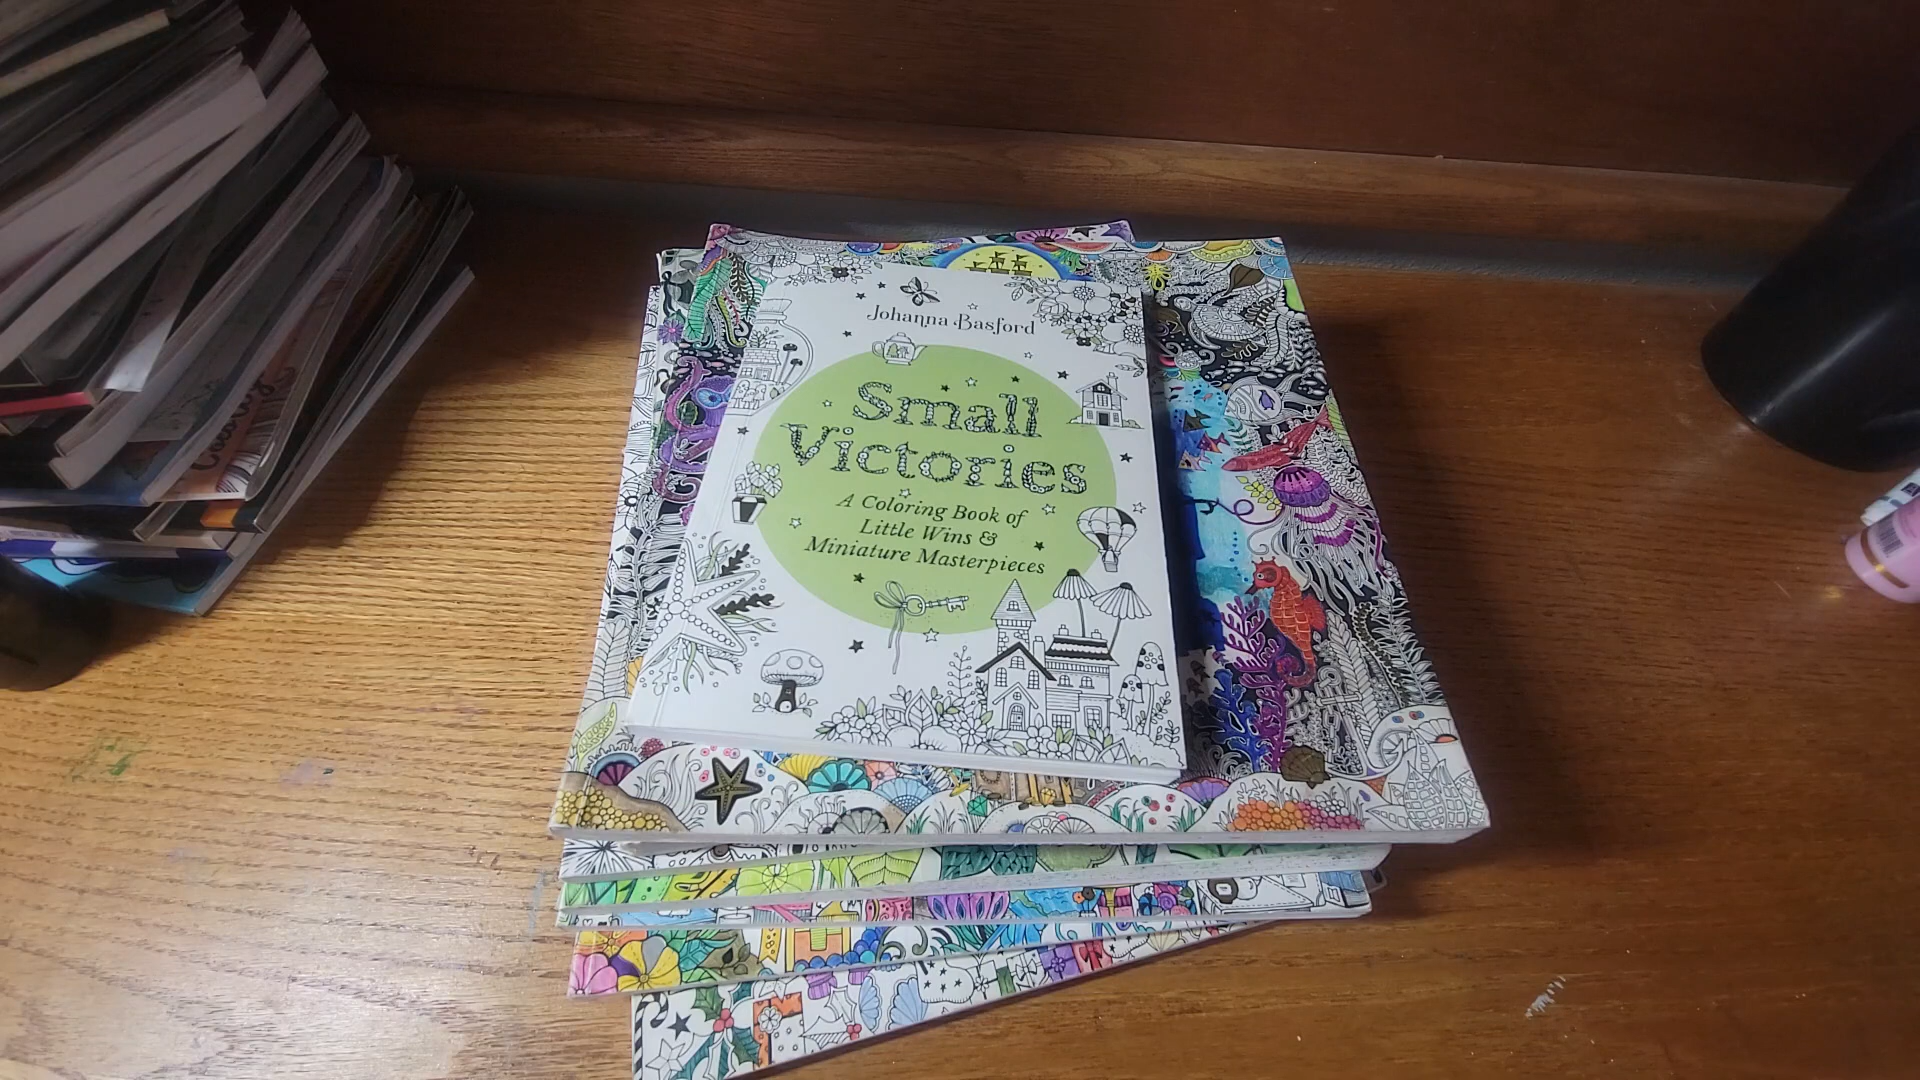 Johanna Basford
Small
Victories
A Coloring Book of
Little Wins &
Miniature Masterpieces